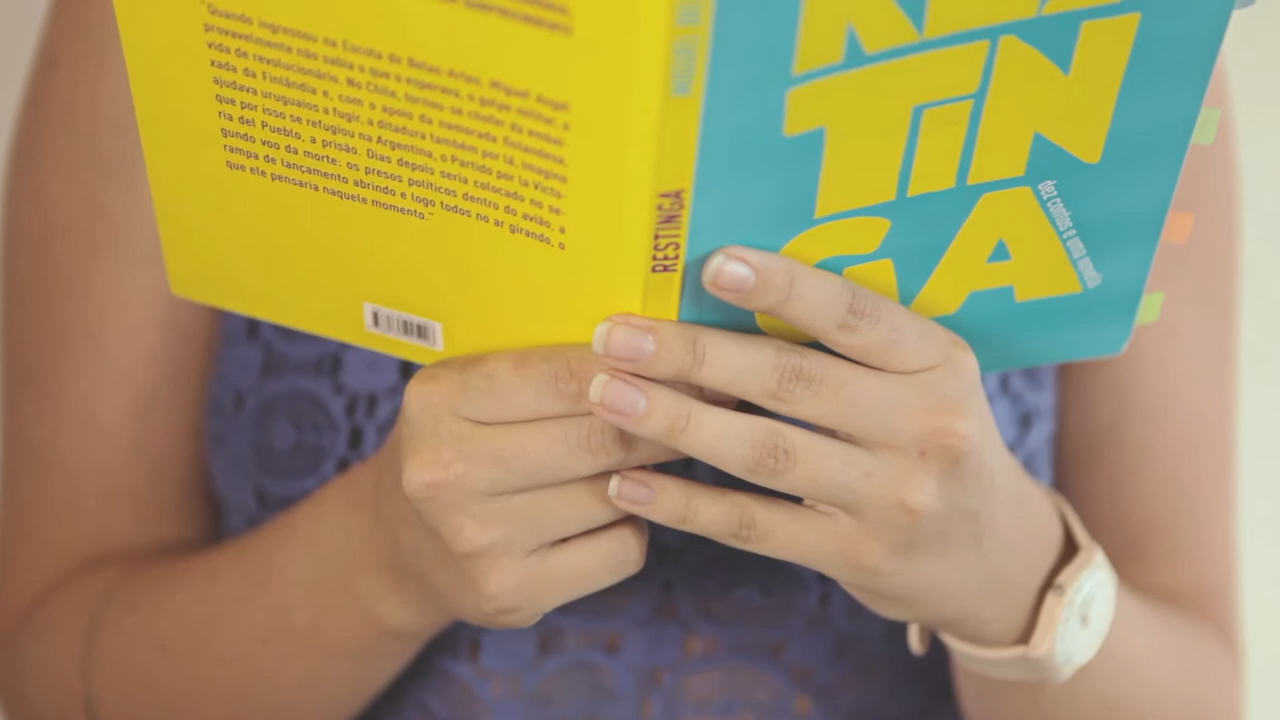 "Quando ingressou na Escola de Belas-Artes, Miguel Angel
provavelmente não sabia o que o esperava, o golpe militar, a
vida de revolucionário. No Chile, tornou-se chofer da embai-
xada da Finlândia e, com o apoio da namorada finlandesa,
ajudava uruguaios a fugir, a ditadura também por lá, imagina
que por isso se refugiou na Argentina, o Partido por la Victo-
ria del Pueblo, a prisão. Dias depois seria colocado no se-
gundo voo da morte: os presos políticos dentro do avião, a
rampa de lançamento abrindo e logo todos no ar girando, o
que ele pensaria naquele momento."
RESTINGA
TIN
GA
dez contos e uma novela